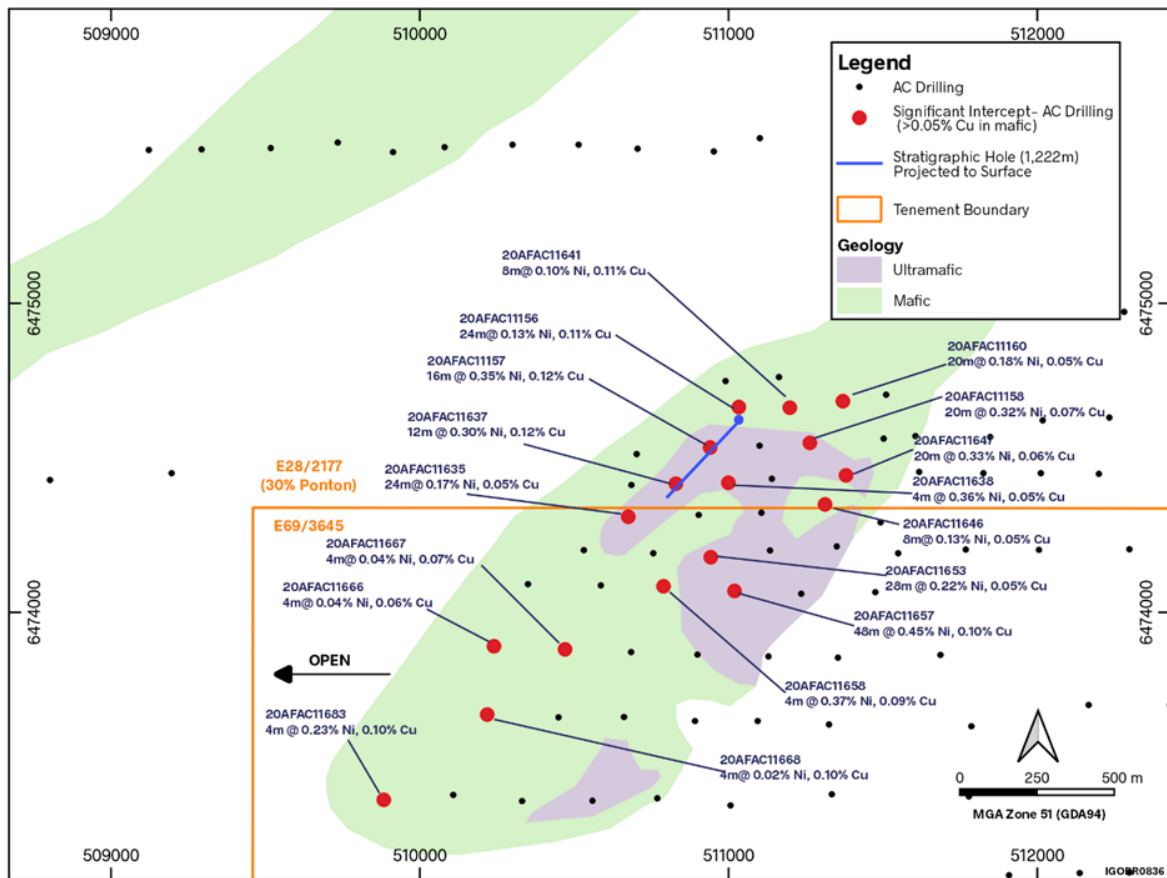 509000
510000
511000
512000
Legend
AC Drilling
Significant Intercept– AC Drilling
(>0.05% Cu in mafic)
Stratigraphic Hole (1,222m)
Projected to Surface
Tenement Boundary
Geology
Ultramafic
Mafic
6475000
6475000
20AFAC11641
8m@ 0.10% Ni, 0.11% Cu
20AFAC11156
24m@ 0.13% Ni, 0.11% Cu
20AFAC11157
16m @ 0.35% Ni, 0.12% Cu
20AFAC11637
12m @ 0.30% Ni, 0.12% Cu
20AFAC11635
24m@ 0.17% Ni, 0.05% Cu
20AFAC11160
20m@ 0.18% Ni, 0.05% Cu
20AFAC11158
20m @ 0.32% Ni, 0.07% Cu
20AFAC11647
20m @ 0.33% Ni, 0.06% Cu
20AFAC11638
4m @ 0.36% Ni, 0.05% Cu
20AFAC11646
8m @ 0.13% Ni, 0.05% Cu
20AFAC11653
28m @ 0.22% Ni, 0.05% Cu
20AFAC11657
48m @ 0.45% Ni, 0.10% Cu
20AFAC11658
4m @ 0.37% Ni, 0.09% Cu
20AFAC11668
4m@ 0.02% Ni, 0.10% Cu
E28/2177
(30% Ponton)
E69/3645
20AFAC11667
4m@ 0.04% Ni, 0.07% Cu
20AFAC11666
4m@ 0.04% Ni, 0.06% Cu
OPEN
20AFAC11683
4m @ 0.23% Ni, 0.10% Cu
6474000
6474000
0 250 500 m
MGA Zone 51 (GDA94)
509000
510000
511000
512000
IGOPR0836